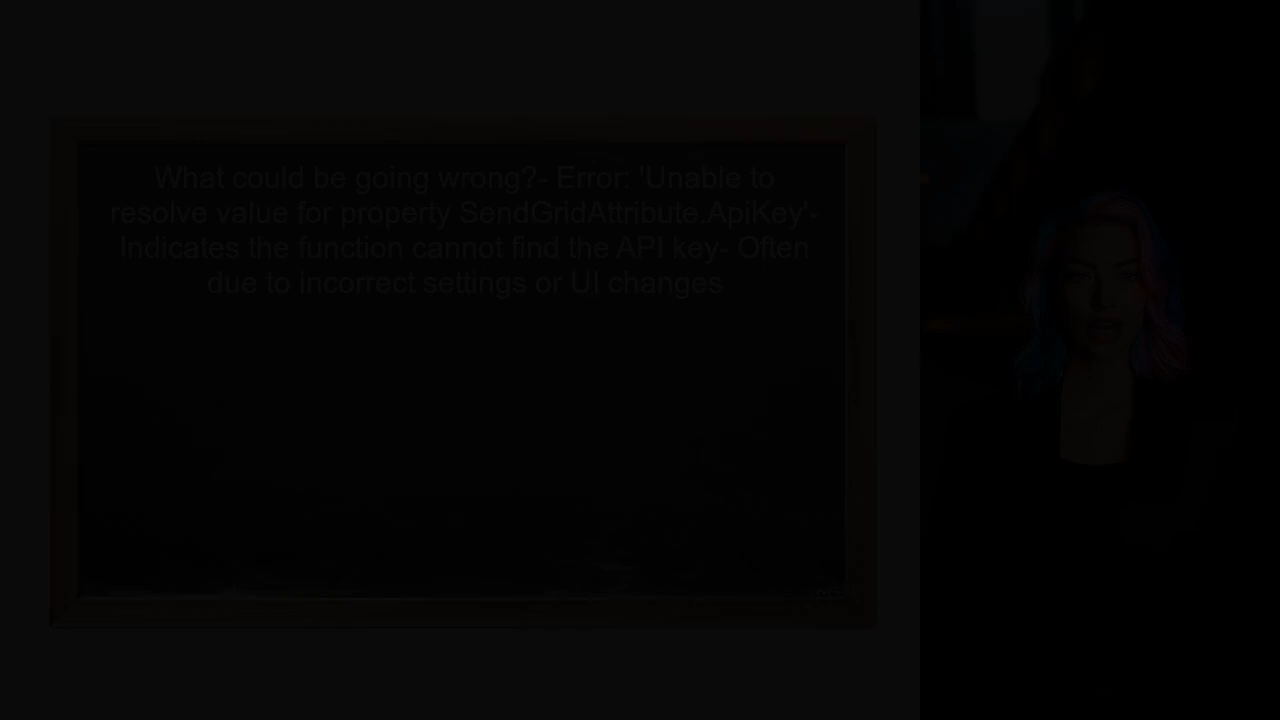 What could be going wrong?- Error: 'Unable to
resolve value for property SendGridAttribute.ApiKey'-
Indicates the function cannot find the API key- Often
due to incorrect settings or UI changes